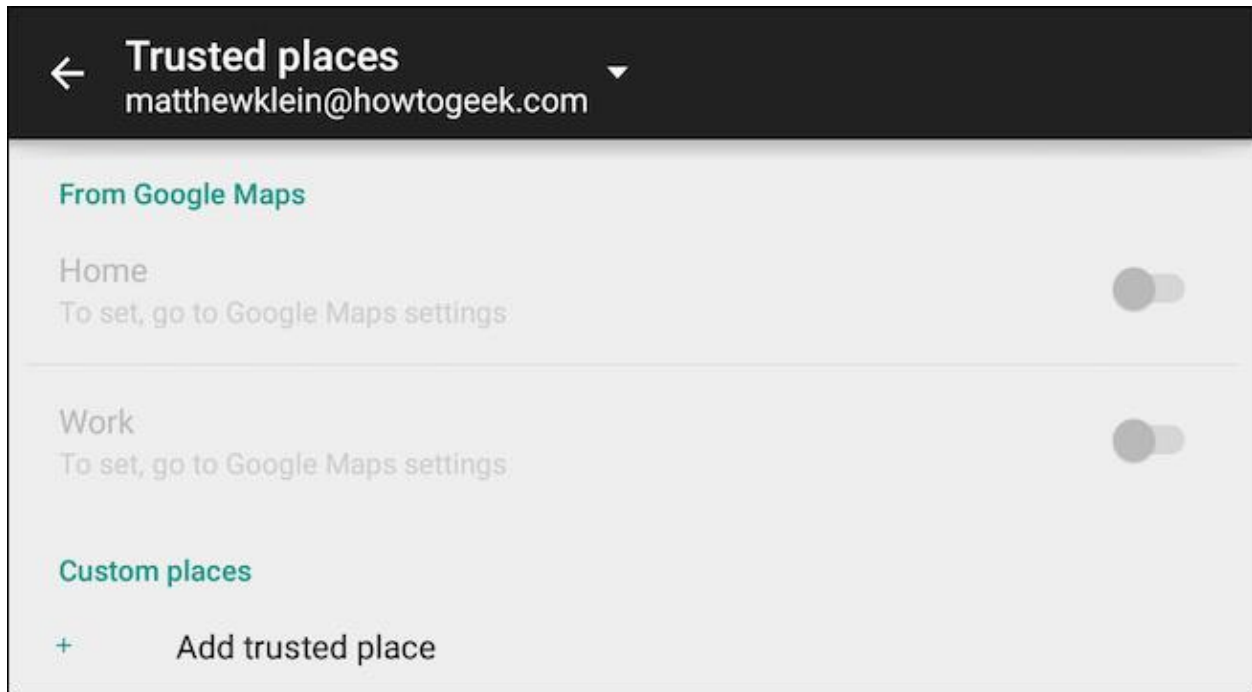 Trusted places
matthewklein@howtogeek.com
From Google Maps
Home
To set, go to Google Maps settings
Work
To set, go to Google Maps settings
Custom places
+ Add trusted place